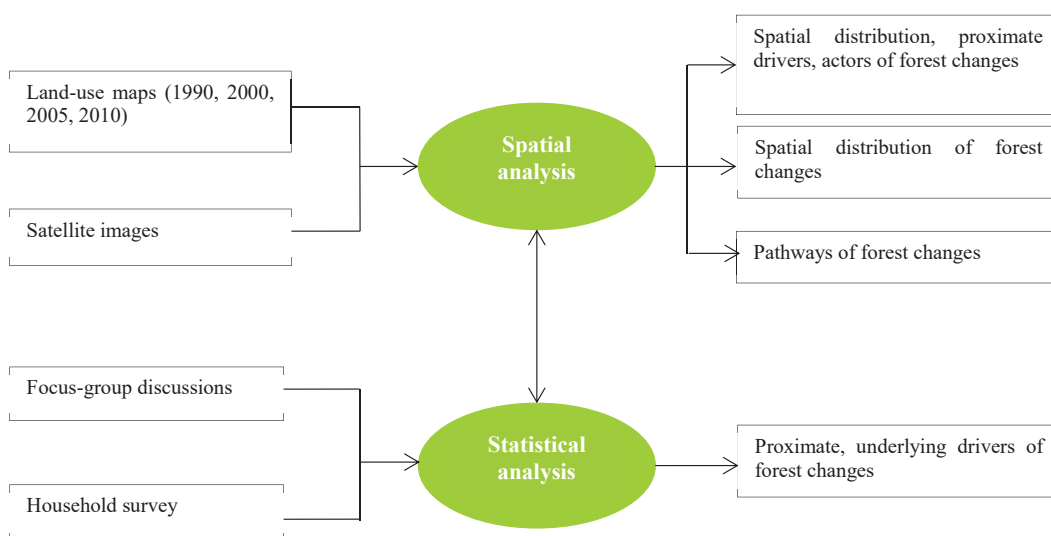 Spatial distribution, proximate
drivers, actors of forest changes
Land-use maps (1990, 2000,
2005, 2010)
Spatial
analysis
Spatial distribution of forest
changes
Satellite images
Pathways of forest changes
Focus-group discussions
Statistical
analysis
Proximate, underlying drivers of
forest changes
Household survey